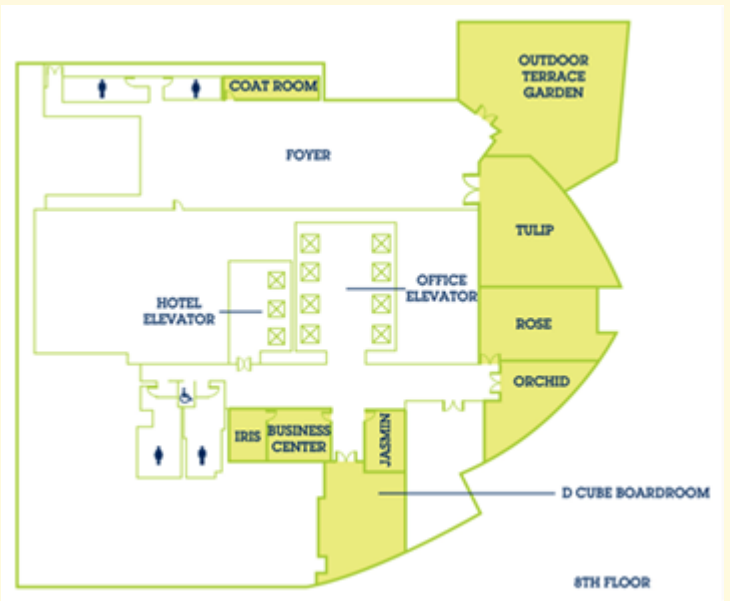 OUTDOOR
TERRACE
GARDEN
COAT ROOM
FOYER
TULIP
HOTEL
ELEVATOR
OFFICE
ELEVATOR
ROSE
ORCHID
IRIS
BUSINESS
CENTER
JASMIN
D CUBE BOARDROOM
8TH FLOOR